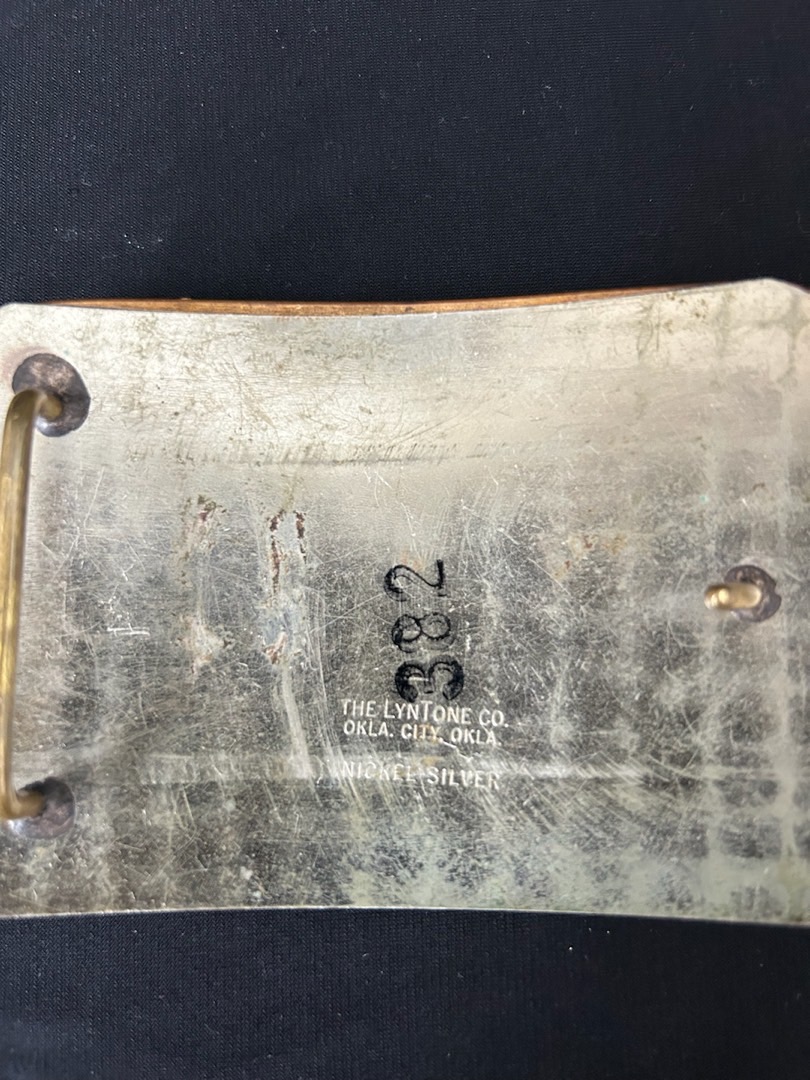 382
THE LYNTONE CO.
OKLA. CITY, OKLA.
NICKEL SILVER